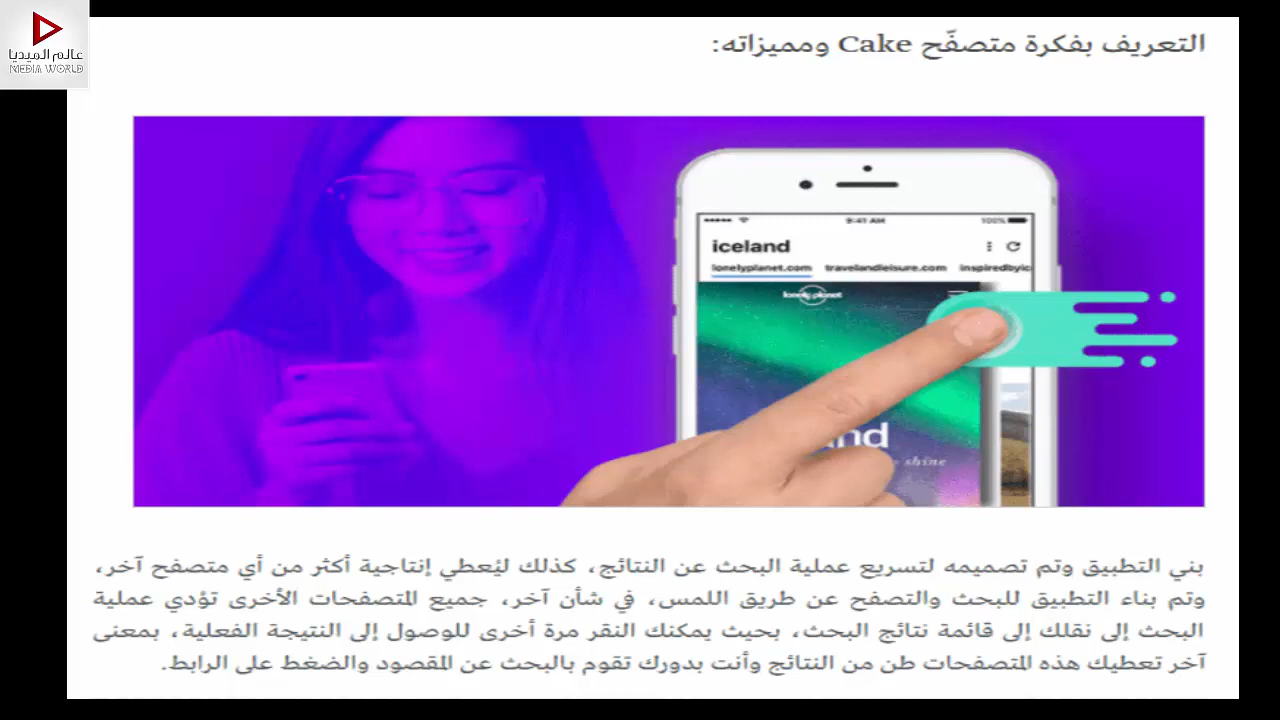 عالم الميديا
MEDIA WORLD
التعريف بفكرة متصفّح Cake ومميزاته:
9:41 AM
100%
iceland
lonelyplanet.com travelandleisure.com inspiredbyic
lonely planet
and
shine
بني التطبيق وتم تصميمه لتسريع عملية البحث عن النتائج، كذلك ليُعطي إنتاجية أكثر من أي متصفح آخر،
وتم بناء التطبيق للبحث والتصفح عن طريق اللمس، في شأن آخر، جميع المتصفحات الأخرى تؤدي عملية
البحث إلى نقلك إلى قائمة نتائج البحث، بحيث يمكنك النقر مرة أخرى للوصول إلى النتيجة الفعلية، بمعنى
آخر تعطيك هذه المتصفحات طن من النتائج وأنت بدورك تقوم بالبحث عن المقصود والضغط على الرابط.